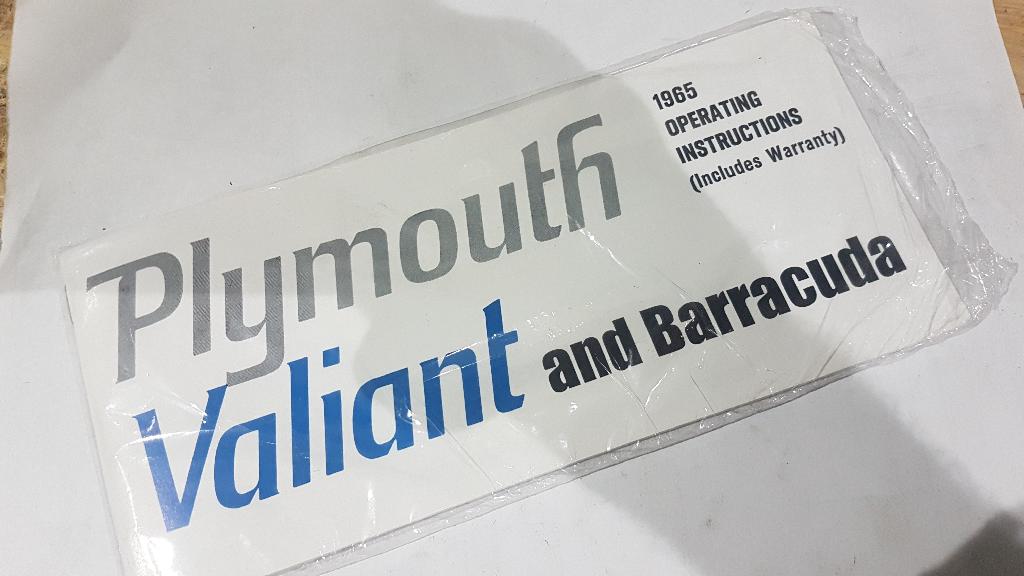 Plymouth
Valiant and Barracuda
1965
OPERATING
INSTRUCTIONS
(Includes Warranty)